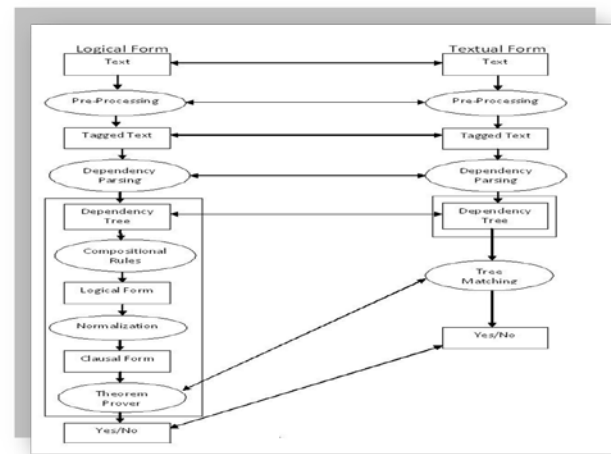 Logical Form
Text
Pre-Processing
Tagged Text
Dependency
Parsing
Dependency
Tree
Compositional
Rules
Logical Form
Normalization
Clausal Form
Theorem
Prover
Yes/No
Textual Form
Text
Pre-Processing
Tagged Text
Dependency
Parsing
Dependency
Tree
Tree
Matching
Yes/No